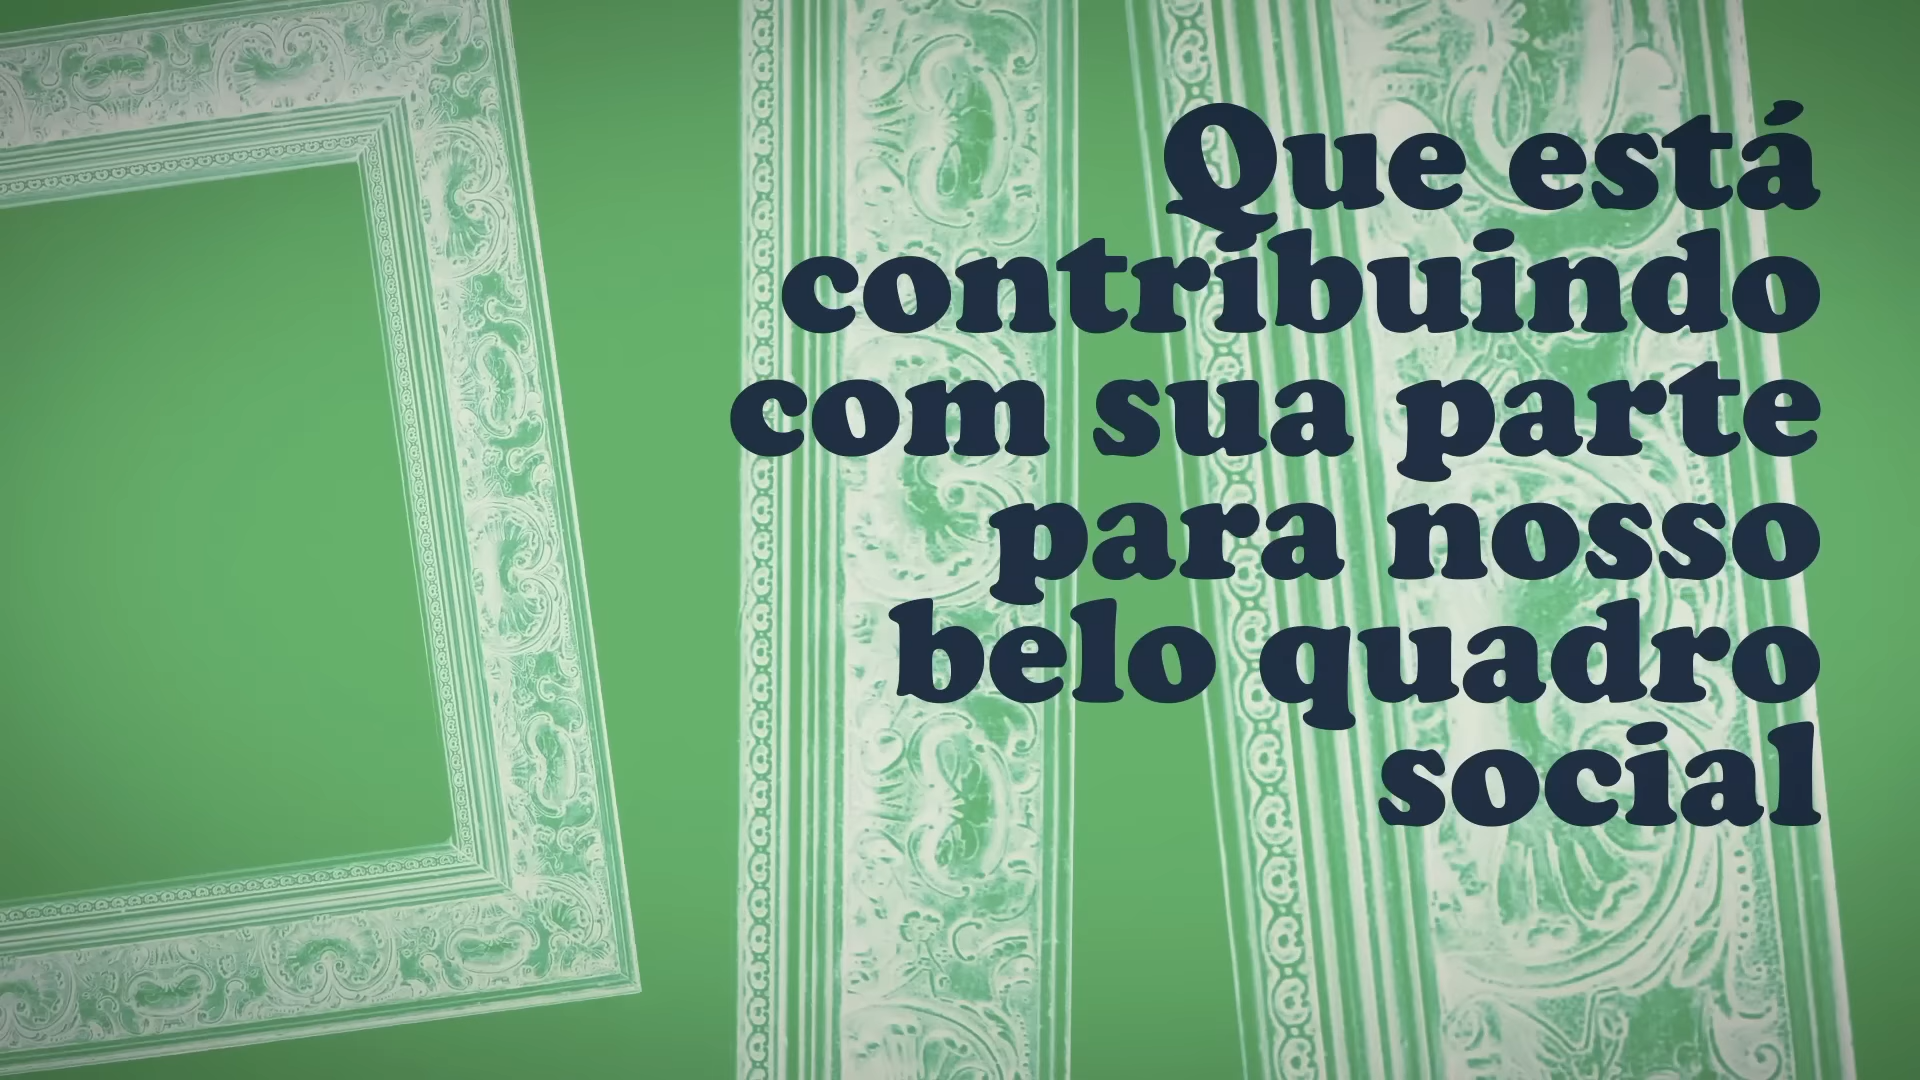 Que está
contribuindo
com sua parte
para nosso
belo quadro
social